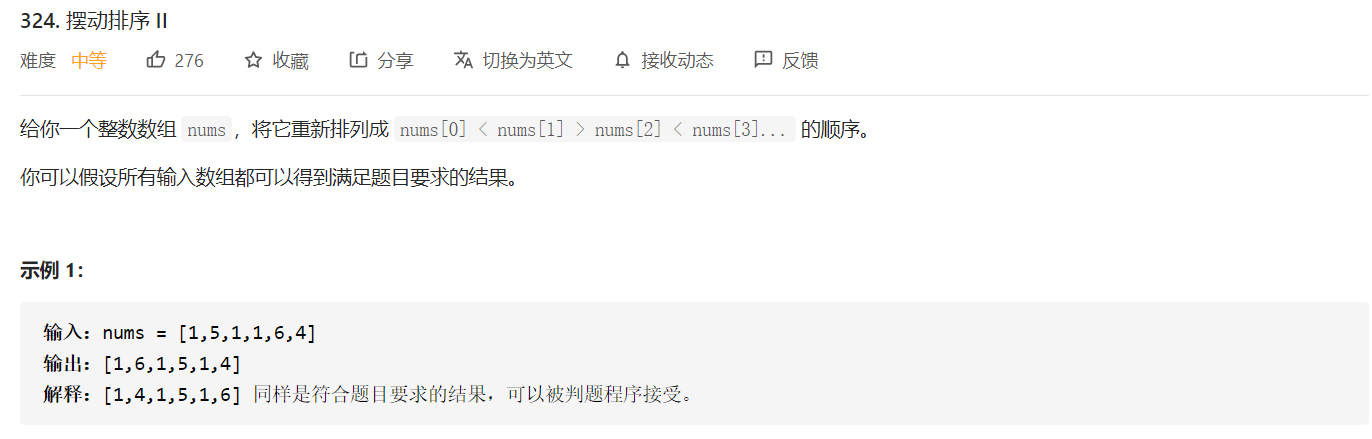 324. 摆动排序 II
难度 中等 276 收藏 分享 切换为英文 接收动态 反馈
给你一个整数数组 nums，将它重新排列成 nums[0] < nums[1] > nums[2] < nums[3]... 的顺序。
你可以假设所有输入数组都可以得到满足题目要求的结果。
示例 1：
输入：nums = [1,5,1,1,6,4]
输出：[1,6,1,5,1,4]
解释：[1,4,1,5,1,6] 同样是符合题目要求的结果，可以被判题程序接受。